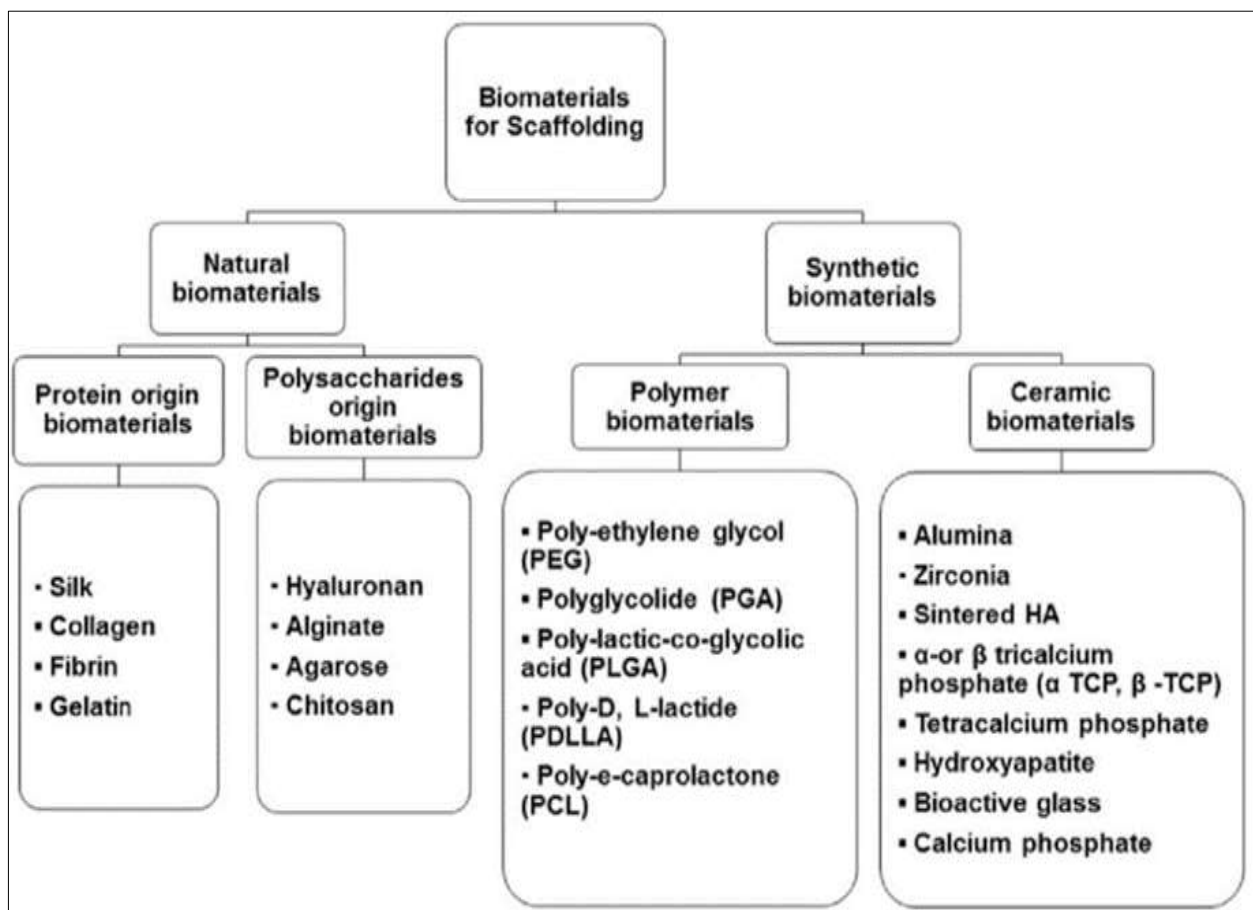 Biomaterials
for Scaffolding
Natural
biomaterials
Synthetic
biomaterials
Protein origin
biomaterials
Polysaccharides
origin
biomaterials
Polymer
biomaterials
Ceramic
biomaterials
▪ Silk
▪ Collagen
▪ Fibrin
▪ Gelatin
▪ Hyaluronan
▪ Alginate
▪ Agarose
▪ Chitosan
▪ Poly-ethylene glycol
(PEG)
▪ Polyglycolide (PGA)
▪ Poly-lactic-co-glycolic
acid (PLGA)
▪ Poly-D, L-lactide
(PDLLA)
▪ Poly-e-caprolactone
(PCL)
▪ Alumina
▪ Zirconia
▪ Sintered HA
▪ α-or β tricalcium
phosphate (α TCP, β -TCP)
▪ Tetracalcium phosphate
▪ Hydroxyapatite
▪ Bioactive glass
▪ Calcium phosphate